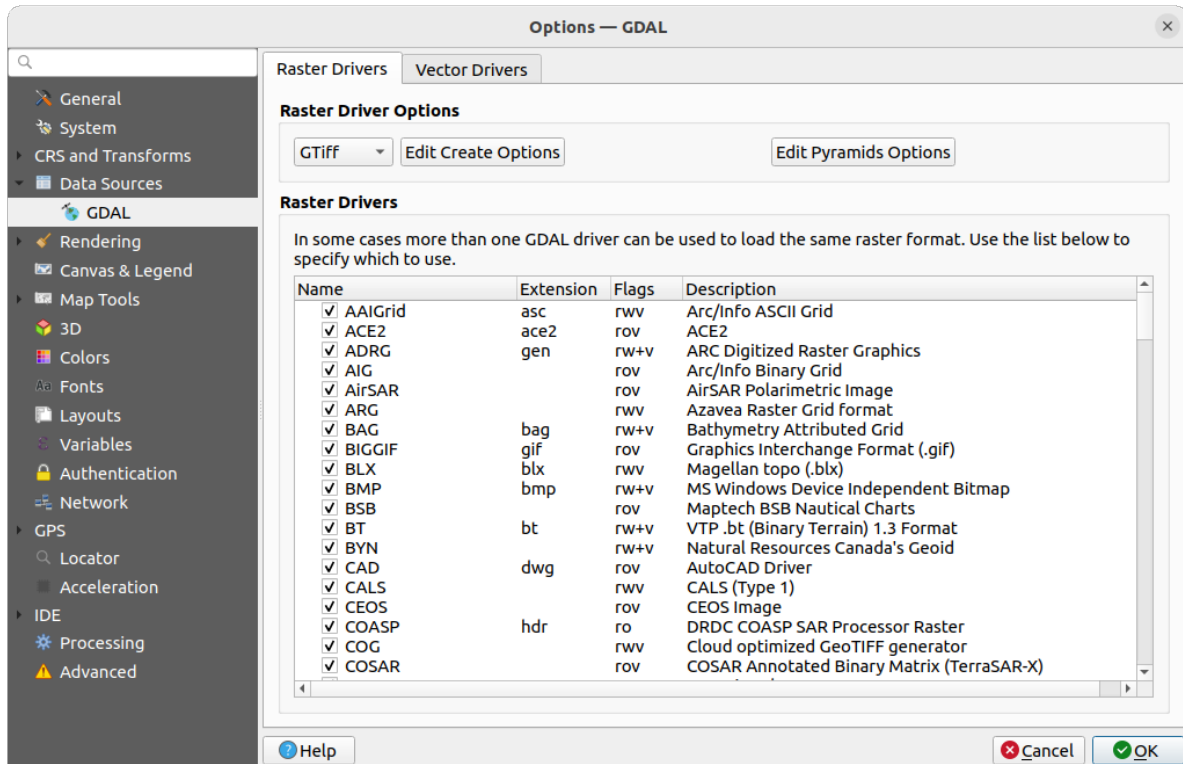 Options — GDAL
General
System
CRS and Transforms
Data Sources
GDAL
Rendering
Canvas & Legend
Map Tools
3D
Colors
Aa Fonts
Layouts
ε Variables
Authentication
Network
GPS
Locator
Acceleration
IDE
Processing
Advanced
Raster Drivers Vector Drivers
Raster Driver Options
GTiff Edit Create Options Edit Pyramids Options
Raster Drivers
In some cases more than one GDAL driver can be used to load the same raster format. Use the list below to
specify which to use.
Name Extension Flags Description
AAIGrid asc rwv Arc/Info ASCII Grid
ACE2 ace2 rov ACE2
ADRG gen rw+v ARC Digitized Raster Graphics
AIG rov Arc/Info Binary Grid
AirSAR rov AirSAR Polarimetric Image
ARG rwv Azavea Raster Grid format
BAG bag rw+v Bathymetry Attributed Grid
BIGGIF gif rov Graphics Interchange Format (.gif)
BLX blx rwv Magellan topo (.blx)
BMP bmp rw+v MS Windows Device Independent Bitmap
BSB rov Maptech BSB Nautical Charts
BT bt rw+v VTP .bt (Binary Terrain) 1.3 Format
BYN rw+v Natural Resources Canada's Geoid
CAD dwg rov AutoCAD Driver
CALS rwv CALS (Type 1)
CEOS rov CEOS Image
COASP hdr ro DRDC COASP SAR Processor Raster
COG rwv Cloud optimized GeoTIFF generator
COSAR rov COSAR Annotated Binary Matrix (TerraSAR-X)
? Help Cancel OK